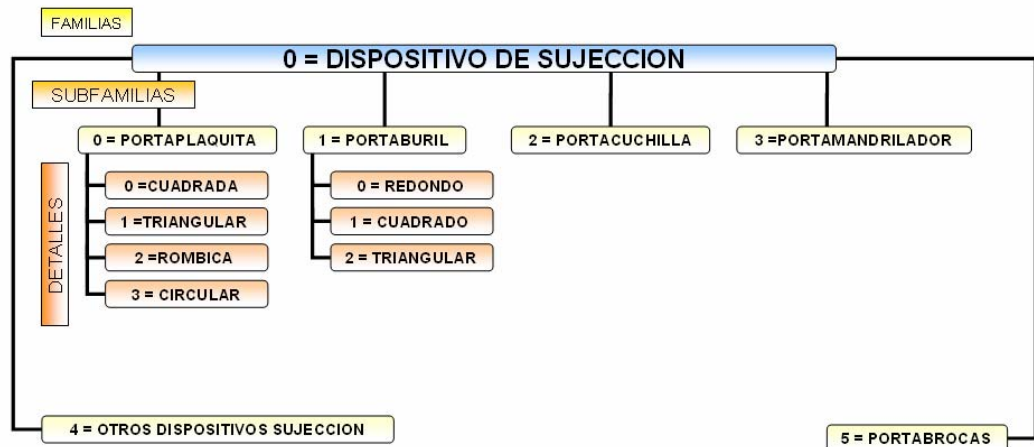 FAMILIAS
0 = DISPOSITIVO DE SUJECCION
SUBFAMILIAS
0 = PORTAPLAQUITA
1 = PORTABURIL
2 = PORTACUCHILLA
3 =PORTAMANDRILADOR
DETALLES
0 =CUADRADA
1 =TRIANGULAR
2 =ROMBICA
3 = CIRCULAR
0 = REDONDO
1 = CUADRADO
2 = TRIANGULAR
4 = OTROS DISPOSITIVOS SUJECCION
5 = PORTABROCAS